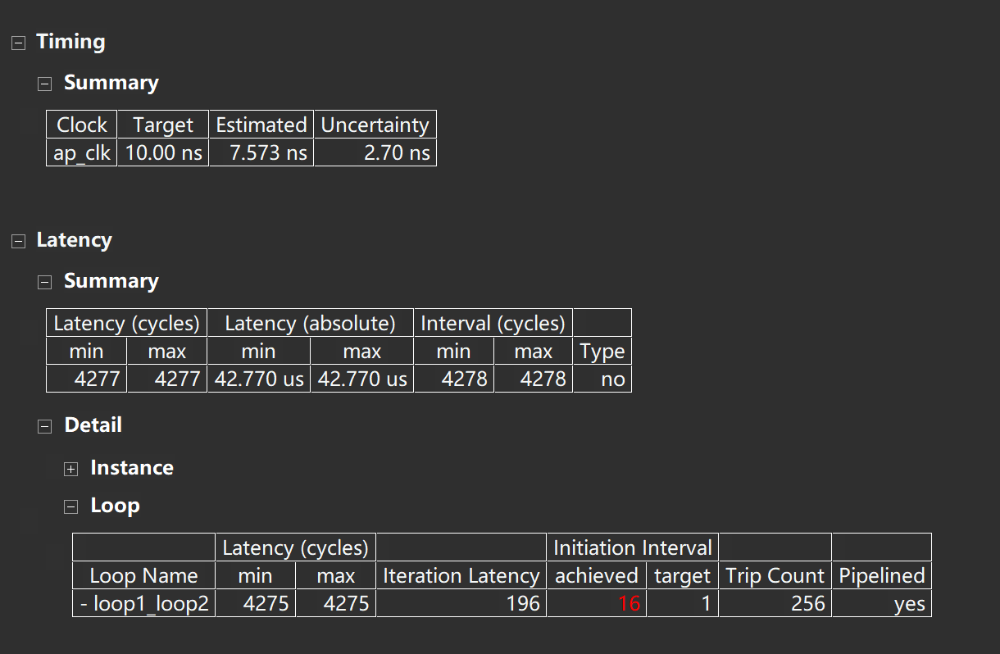 Timing
Summary
Clock Target Estimated Uncertainty
ap_clk 10.00 ns 7.573 ns 2.70 ns
Latency
Summary
Latency (cycles) Latency (absolute) Interval (cycles)
min max min max min max Type
4277 4277 42.770 us 42.770 us 4278 4278 no
Detail
Instance
Loop
Latency (cycles) Initiation Interval
Loop Name min max Iteration Latency achieved target Trip Count Pipelined
- loop1_loop2 4275 4275 196 16 1 256 yes